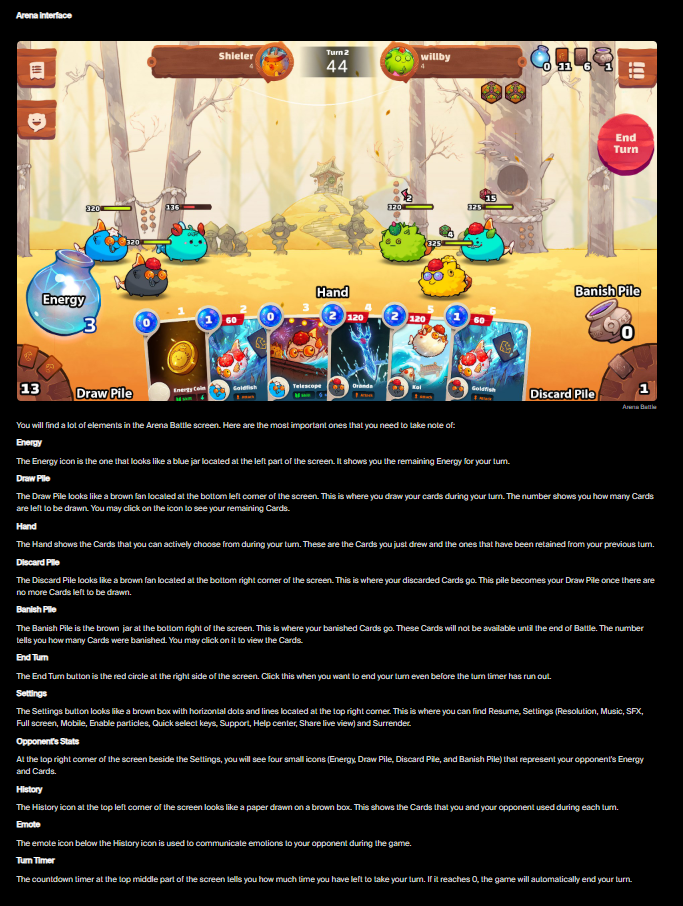 Arena Interface
Shieler
4
Turn 2
44
willby
4
0
11
6
1
End
Turn
2
15
320
136
320
325
320
4
325
Energy
3
Hand
Banish Pile
0
1
2
3
4
5
6
0
1
60
0
2
120
2
120
1
60
Energy Coin
Goldfish
Telescope
Oranda
Koi
Goldfish
13
Draw Pile
Discard Pile
1
Arena Battle
You will find a lot of elements in the Arena Battle screen. Here are the most important ones that you need to take note of:
Energy
The Energy icon is the one that looks like a blue jar located at the left part of the screen. It shows you the remaining Energy for your turn.
Draw Pile
The Draw Pile looks like a brown fan located at the bottom left corner of the screen. This is where you draw your cards during your turn. The number shows you how many Cards
are left to be drawn. You may click on the icon to see your remaining Cards.
Hand
The Hand shows the Cards that you can actively choose from during your turn. These are the Cards you just drew and the ones that have been retained from your previous turn.
Discard Pile
The Discard Pile looks like a brown fan located at the bottom right corner of the screen. This is where your discarded Cards go. This pile becomes your Draw Pile once there are
no more Cards left to be drawn.
Banish Pile
The Banish Pile is the brown jar at the bottom right of the screen. This is where your banished Cards go. These Cards will not be available until the end of Battle. The number
tells you how many Cards were banished. You may click on it to view the Cards.
End Turn
The End Turn button is the red circle at the right side of the screen. Click this when you want to end your turn even before the turn timer has run out.
Settings
The Settings button looks like a brown box with horizontal dots and lines located at the top right corner. This is where you can find Resume, Settings (Resolution, Music, SFX,
Full screen, Mobile, Enable particles, Quick select keys, Support, Help center, Share live view) and Surrender.
Opponent's Stats
At the top right corner of the screen beside the Settings, you will see four small icons (Energy, Draw Pile, Discard Pile, and Banish Pile) that represent your opponent's Energy
and Cards.
History
The History icon at the top left corner of the screen looks like a paper drawn on a brown box. This shows the Cards that you and your opponent used during each turn.
Emote
The emote icon below the History icon is used to communicate emotions to your opponent during the game.
Turn Timer
The countdown timer at the top middle part of the screen tells you how much time you have left to take your turn. If it reaches 0, the game will automatically end your turn.